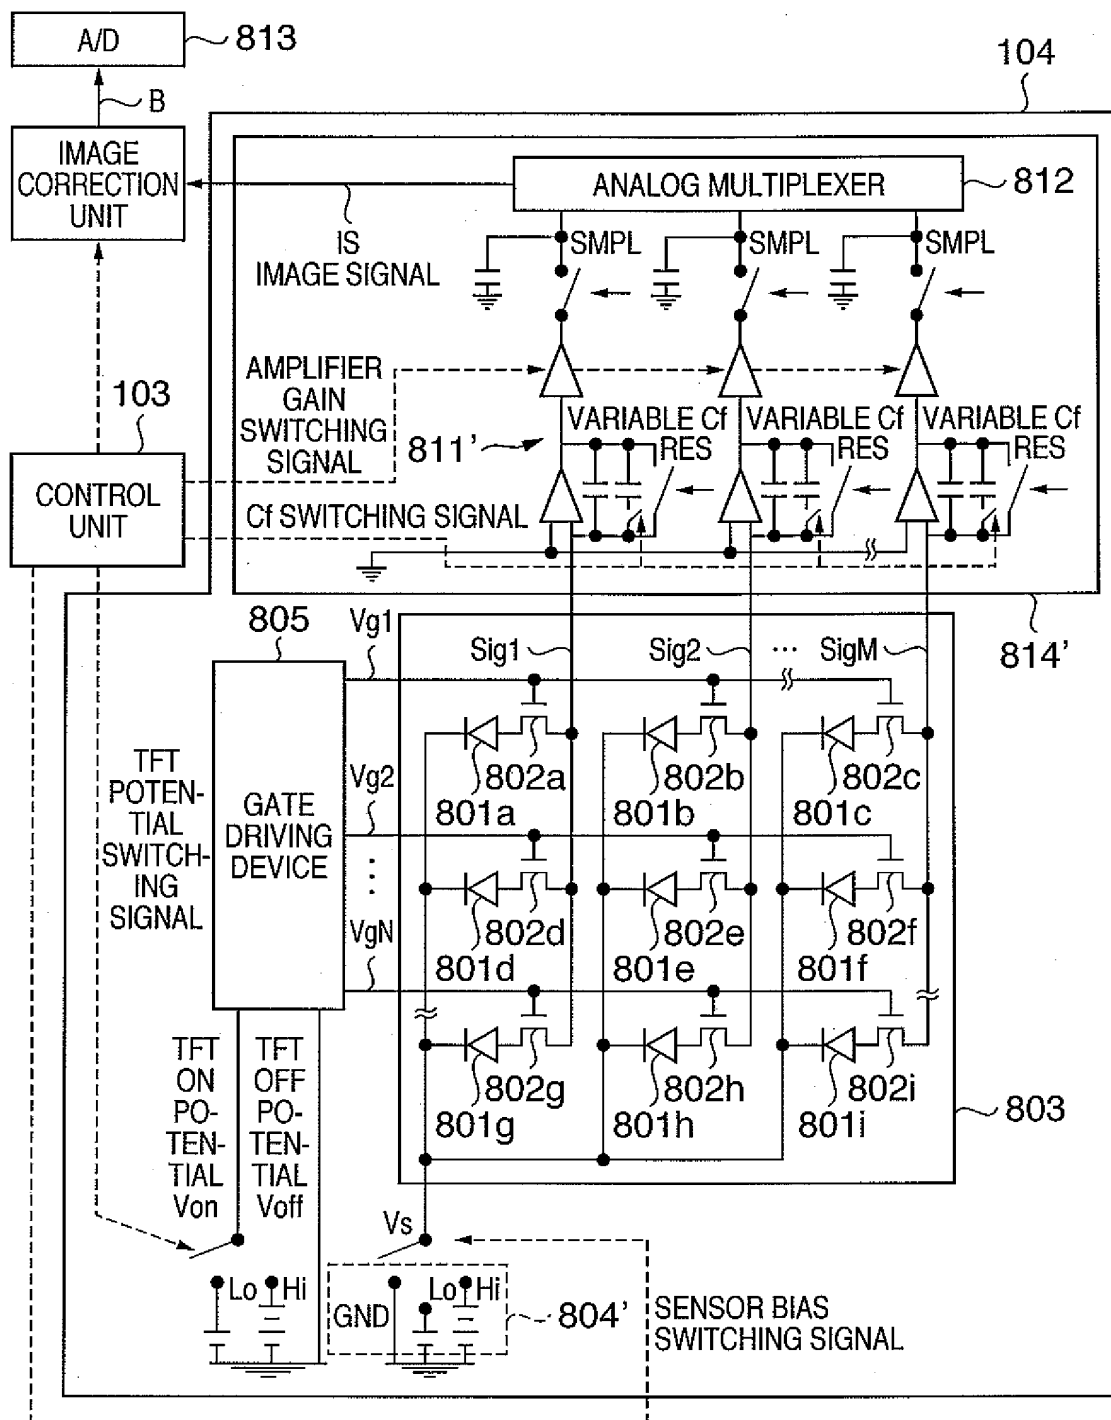 A/D
813
B
104
IMAGE
CORRECTION
UNIT
ANALOG MULTIPLEXER
812
IS
IMAGE SIGNAL
SMPL
SMPL
SMPL
103
AMPLIFIER
GAIN
SWITCHING
SIGNAL
811'
VARIABLE Cf
VARIABLE Cf
VARIABLE Cf
RES
RES
RES
CONTROL
UNIT
Cf SWITCHING SIGNAL
805
Vg1
Sig1
Sig2
...
SigM
814'
TFT
POTEN-
TIAL
SWITCH-
ING
SIGNAL
GATE
DRIVING
DEVICE
802a
802b
802c
Vg2
801a
801b
801c
802d
802e
802f
VgN
801d
801e
801f
802g
802h
802i
803
801g
801h
801i
TFT
ON
PO-
TEN-
TIAL
Von
TFT
OFF
PO-
TEN-
TIAL
Voff
Vs
Lo
Hi
GND
Lo
Hi
804'
SENSOR BIAS
SWITCHING SIGNAL